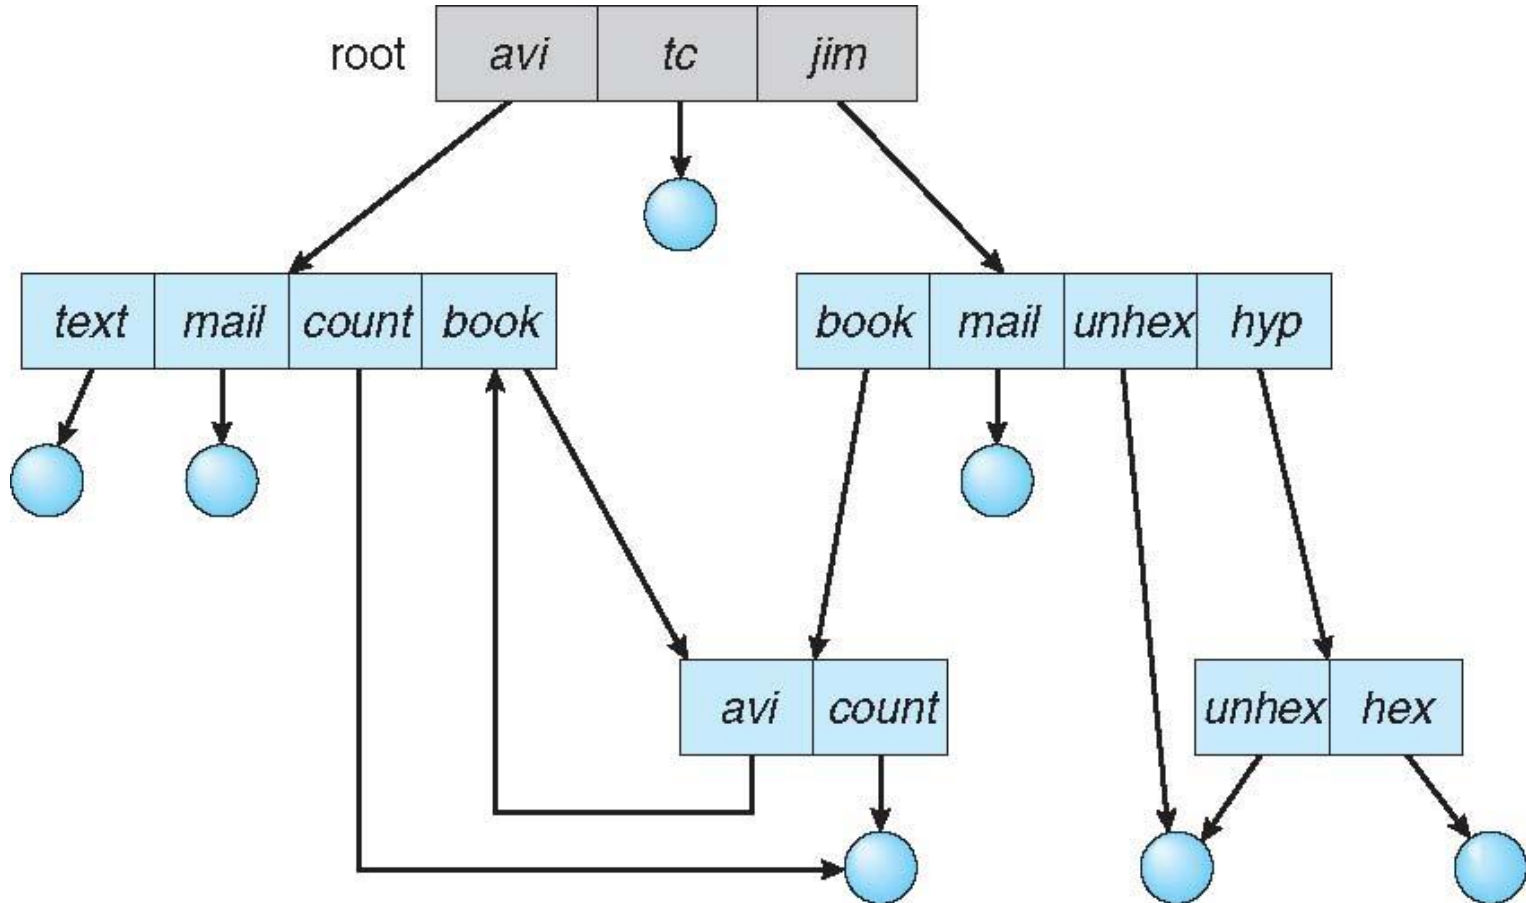 root avi tc jim
text mail count book book mail unhex hyp
avi count unhex hex